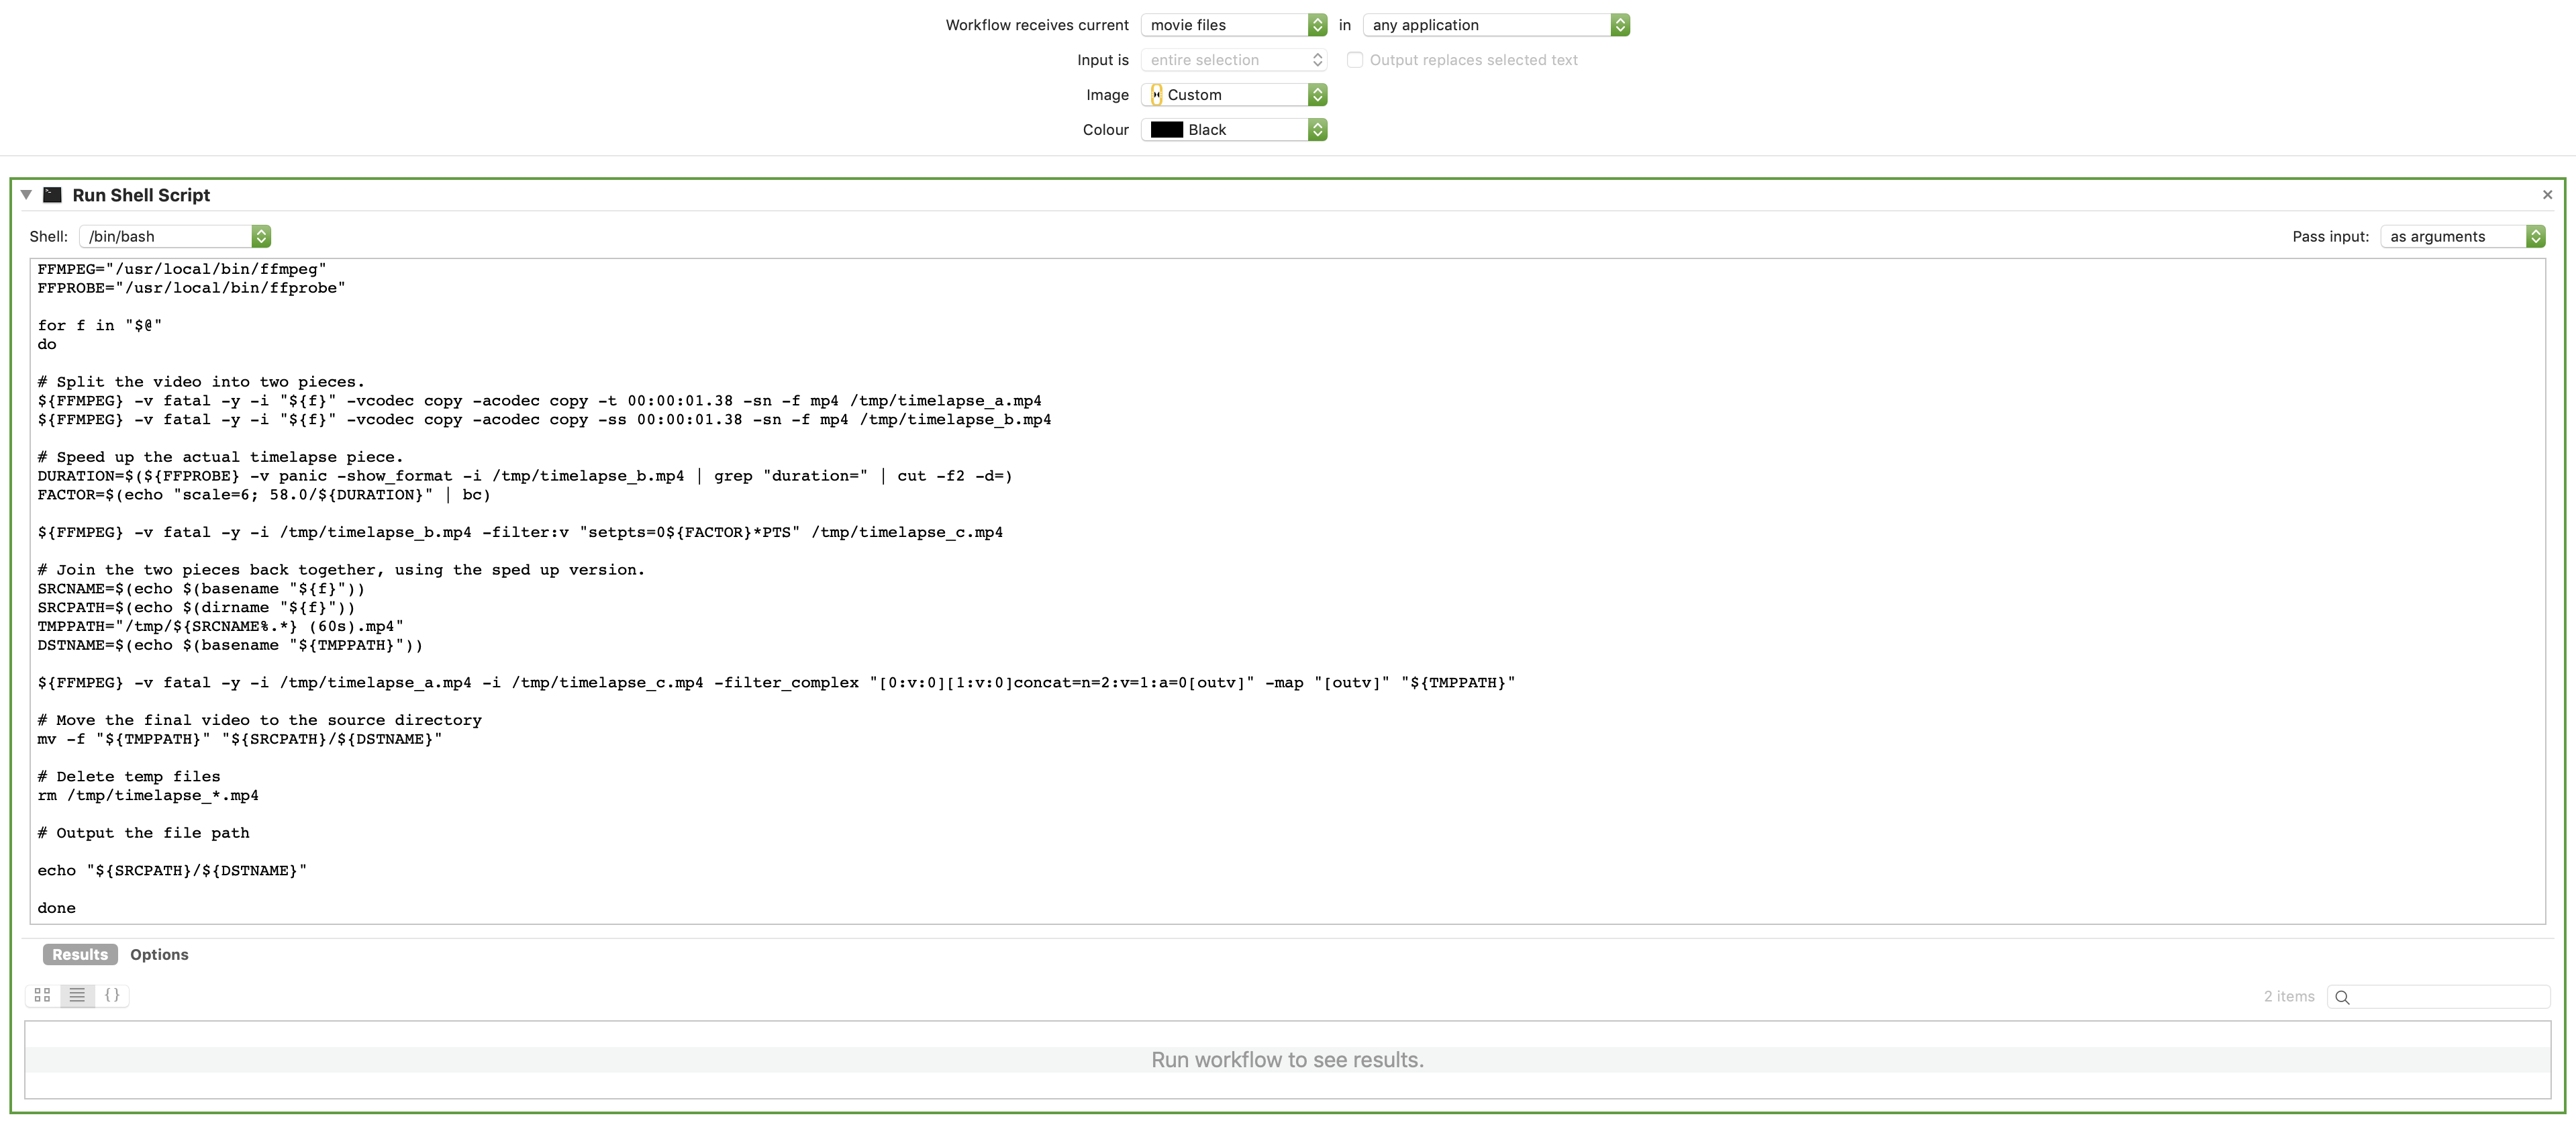 Workflow receives current movie files in any application
Input is entire selection Output replaces selected text
Image Custom
Colour Black
Run Shell Script
Shell: /bin/bash Pass input: as arguments
FFMPEG="/usr/local/bin/ffmpeg"
FFPROBE="/usr/local/bin/ffprobe"
for f in "$@"
do
# Split the video into two pieces.
${FFMPEG} -v fatal -y -i "${f}" -vcodec copy -acodec copy -t 00:00:01.38 -sn -f mp4 /tmp/timelapse_a.mp4
${FFMPEG} -v fatal -y -i "${f}" -vcodec copy -acodec copy -ss 00:00:01.38 -sn -f mp4 /tmp/timelapse_b.mp4
# Speed up the actual timelapse piece.
DURATION=$(${FFPROBE} -v panic -show_format -i /tmp/timelapse_b.mp4 | grep "duration=" | cut -f2 -d=)
FACTOR=$(echo "scale=6; 58.0/${DURATION}" | bc)
${FFMPEG} -v fatal -y -i /tmp/timelapse_b.mp4 -filter:v "setpts=0${FACTOR}*PTS" /tmp/timelapse_c.mp4
# Join the two pieces back together, using the sped up version.
SRCNAME=$(echo $(basename "${f}"))
SRCPATH=$(echo $(dirname "${f}"))
TMPPATH="/tmp/${SRCNAME%.*} (60s).mp4"
DSTNAME=$(echo $(basename "${TMPPATH}"))
${FFMPEG} -v fatal -y -i /tmp/timelapse_a.mp4 -i /tmp/timelapse_c.mp4 -filter_complex "[0:v:0][1:v:0]concat=n=2:v=1:a=0[outv]" -map "[outv]" "${TMPPATH}"
# Move the final video to the source directory
mv -f "${TMPPATH}" "${SRCPATH}/${DSTNAME}"
# Delete temp files
rm /tmp/timelapse_*.mp4
# Output the file path
echo "${SRCPATH}/${DSTNAME}"
done
Results Options
{} 2 items
Run workflow to see results.